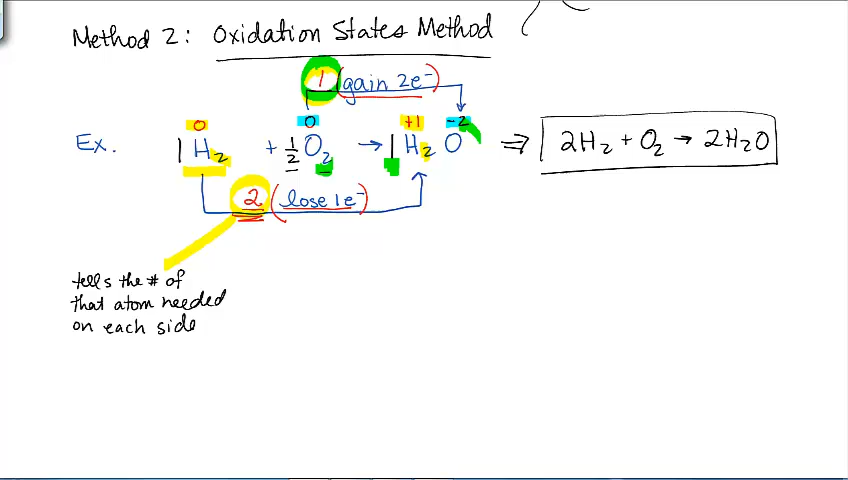 Method 2: Oxidation States Method
1 (gain 2e⁻)
0 0 +1 -2
Ex. 1 H₂ + ½ O₂ → 1 H₂ O ⇒ 2H₂ + O₂ → 2H₂O
2 (lose 1e⁻)
tells the # of
that atom needed
on each side